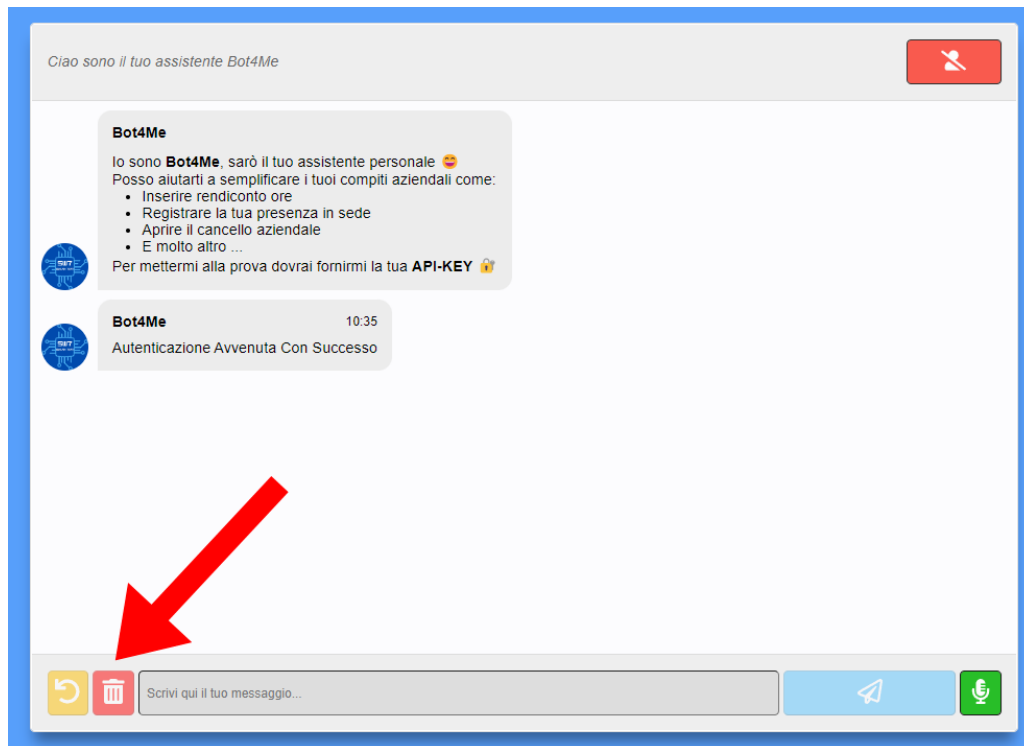 Ciao sono il tuo assistente Bot4Me
Bot4Me
Io sono Bot4Me, sarò il tuo assistente personale 😄
Posso aiutarti a semplificare i tuoi compiti aziendali come:
• Inserire rendiconto ore
• Registrare la tua presenza in sede
• Aprire il cancello aziendale
• E molto altro ...
Per mettermi alla prova dovrai fornirmi la tua API-KEY 🔐
Bot4Me 10:35
Autenticazione Avvenuta Con Successo
Scrivi qui il tuo messaggio...